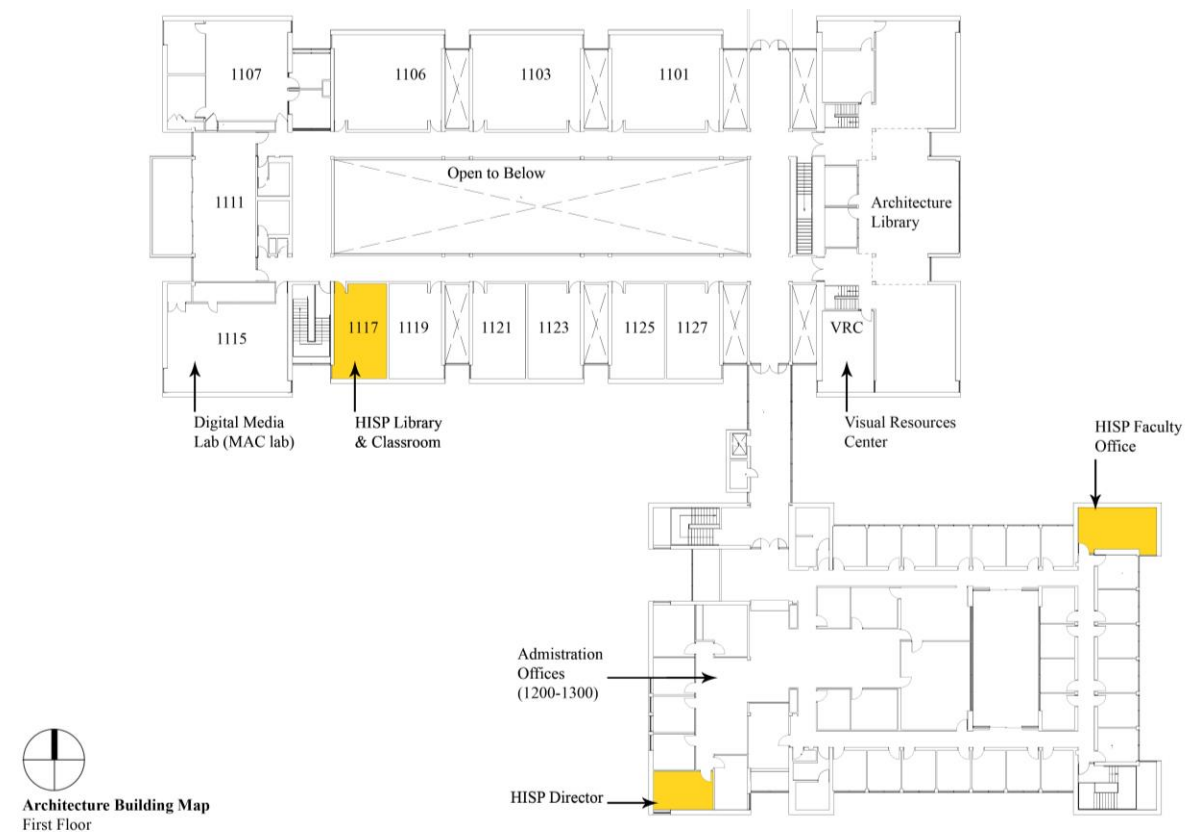 1107
1106
1103
1101
Open to Below
1111
Architecture
Library
1115
1117
1119
1121
1123
1125
1127
VRC
Digital Media
Lab (MAC lab)
HISP Library
& Classroom
Visual Resources
Center
HISP Faculty
Office
Admistration
Offices
(1200-1300)
HISP Director
Architecture Building Map
First Floor